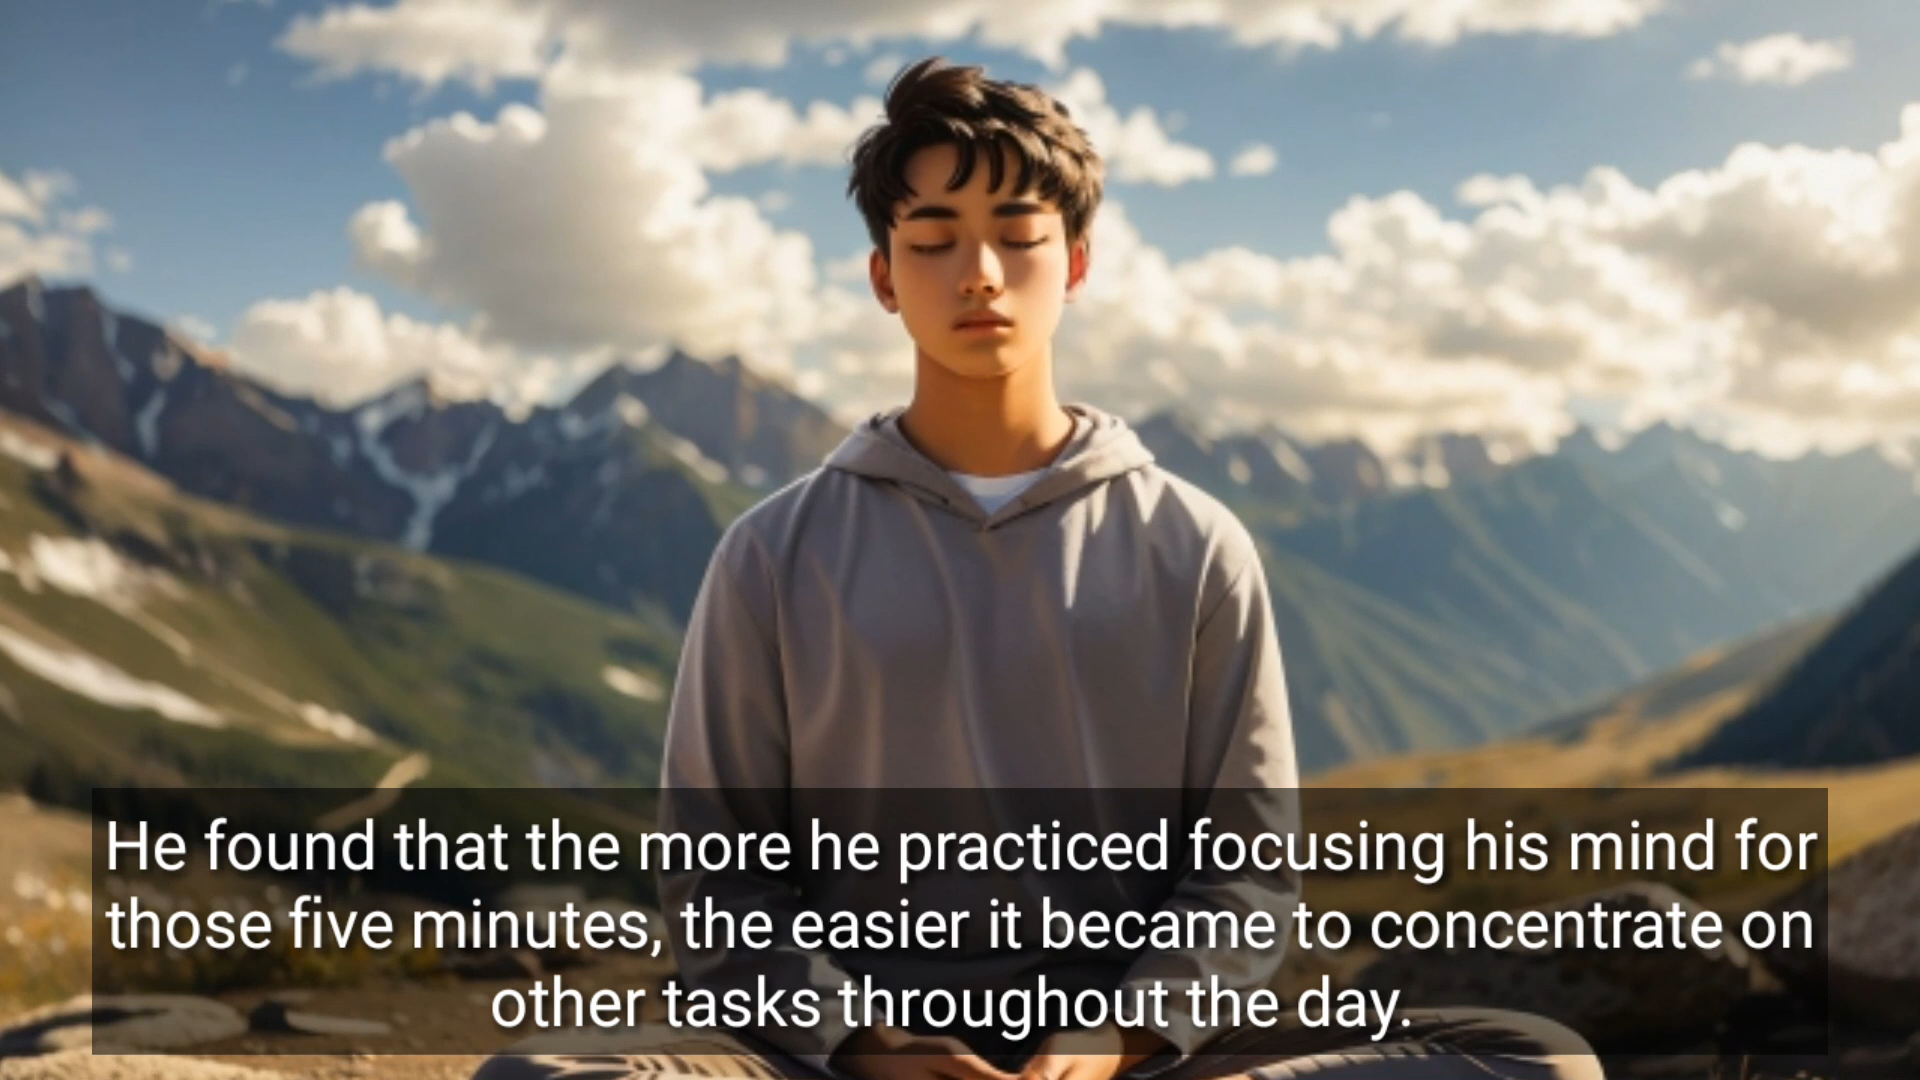 He found that the more he practiced focusing his mind for
those five minutes, the easier it became to concentrate on
other tasks throughout the day.